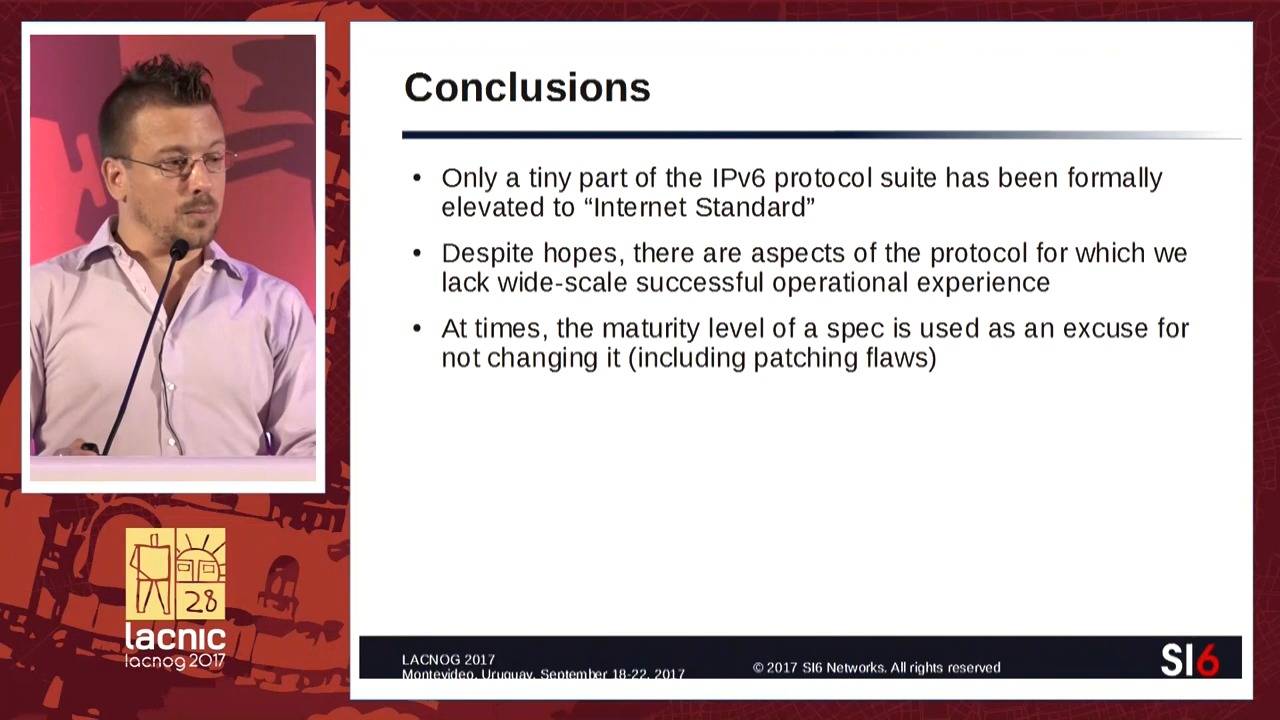 Conclusions
• Only a tiny part of the IPv6 protocol suite has been formally
elevated to “Internet Standard”
• Despite hopes, there are aspects of the protocol for which we
lack wide-scale successful operational experience
• At times, the maturity level of a spec is used as an excuse for
not changing it (including patching flaws)
28
lacnic
lacnog 2017
LACNOG 2017
Montevideo, Uruguay, September 18-22, 2017
© 2017 SI6 Networks. All rights reserved
SI6